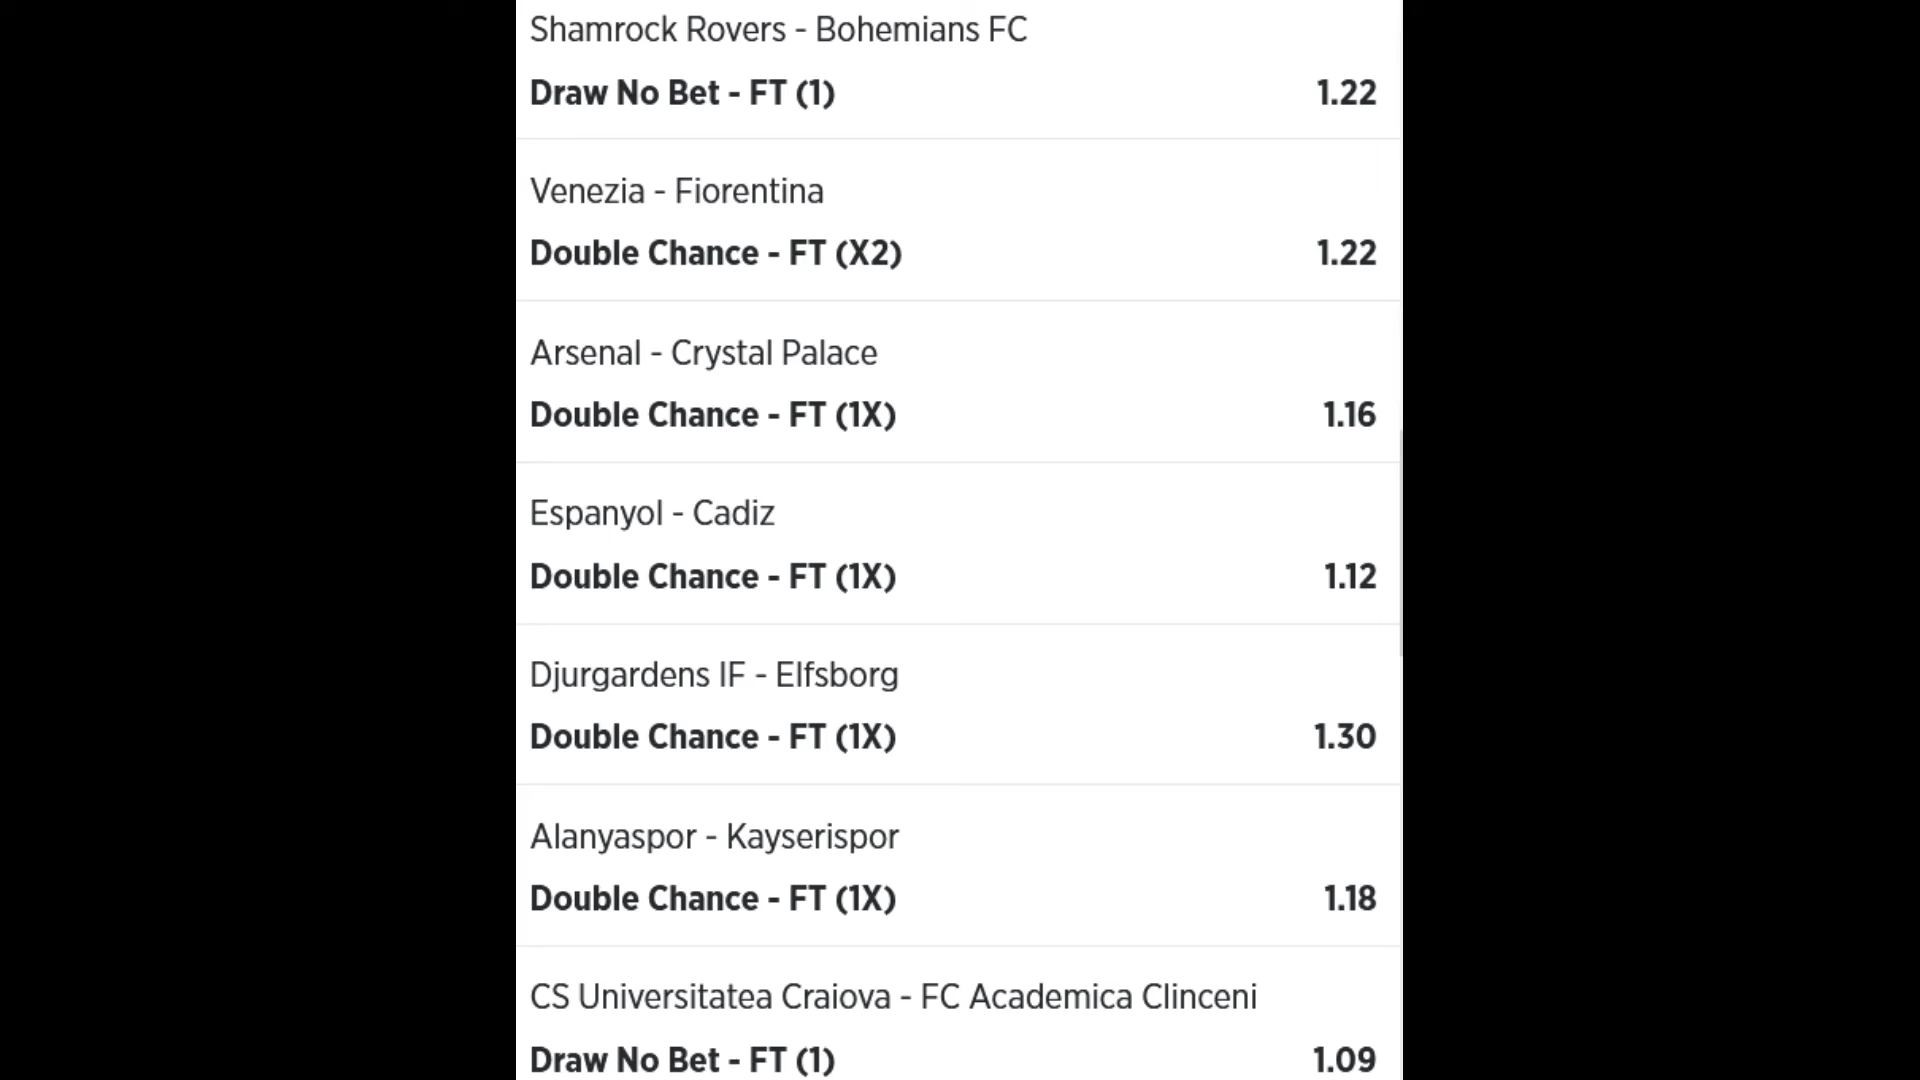 Shamrock Rovers - Bohemians FC
Draw No Bet - FT (1) 1.22
Venezia - Fiorentina
Double Chance - FT (X2) 1.22
Arsenal - Crystal Palace
Double Chance - FT (1X) 1.16
Espanyol - Cadiz
Double Chance - FT (1X) 1.12
Djurgardens IF - Elfsborg
Double Chance - FT (1X) 1.30
Alanyaspor - Kayserispor
Double Chance - FT (1X) 1.18
CS Universitatea Craiova - FC Academica Clinceni
Draw No Bet - FT (1) 1.09